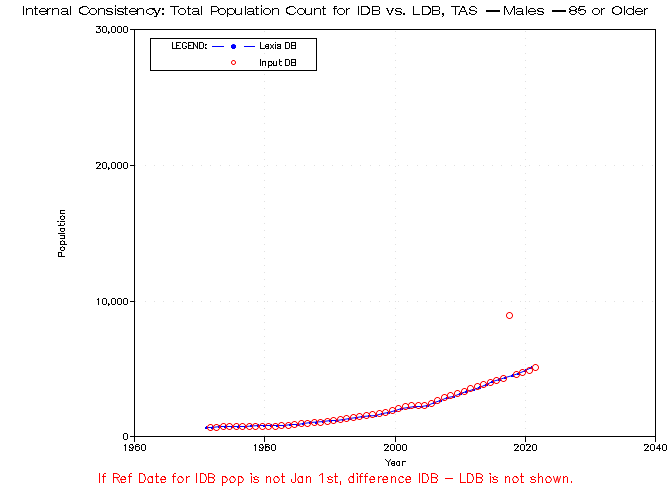 Internal Consistency: Total Population Count for IDB vs. LDB, TAS — Males — 85 or Older
LEGEND: Lexis DB
Input DB
30,000
20,000
10,000
0
Population
1960 1980 2000 2020 2040
Year
If Ref Date for IDB pop is not Jan 1st, difference IDB – LDB is not shown.